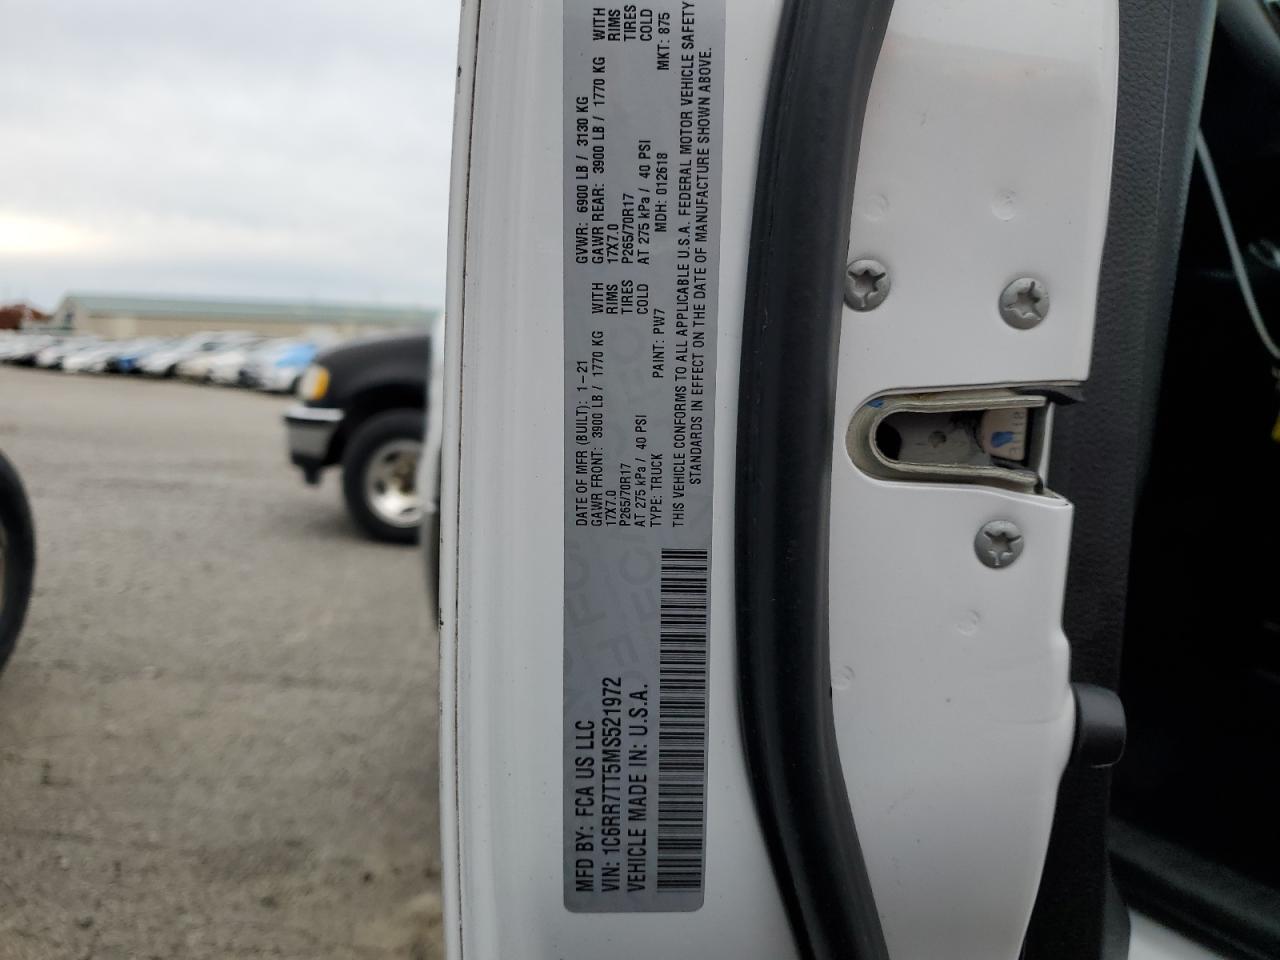 MFD BY: FCA US LLC
VIN: 1C6RR7TT5MS521972
VEHICLE MADE IN: U.S.A.
DATE OF MFR (BUILT): 1-21 GVWR: 6900 LB / 3130 KG
GAWR FRONT: 3900 LB / 1770 KG WITH GAWR REAR: 3900 LB / 1770 KG WITH
17X7.0 RIMS 17X7.0 RIMS
P265/70R17 TIRES P265/70R17 TIRES
AT 275 kPa / 40 PSI COLD AT 275 kPa / 40 PSI COLD
TYPE: TRUCK PAINT: PW7 MDH: 012618 MKT: 875
THIS VEHICLE CONFORMS TO ALL APPLICABLE U.S.A. FEDERAL MOTOR VEHICLE SAFETY
STANDARDS IN EFFECT ON THE DATE OF MANUFACTURE SHOWN ABOVE.